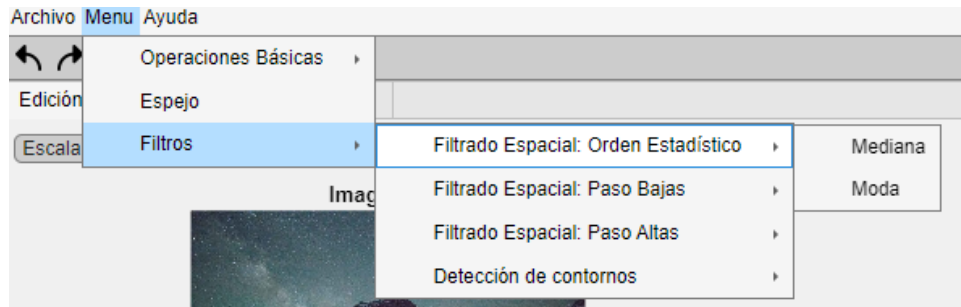 Archivo Menu Ayuda
Operaciones Básicas
Edición
Espejo
Escala
Filtros
Filtrado Espacial: Orden Estadístico
Mediana
Imag
Filtrado Espacial: Paso Bajas
Moda
Filtrado Espacial: Paso Altas
Detección de contornos